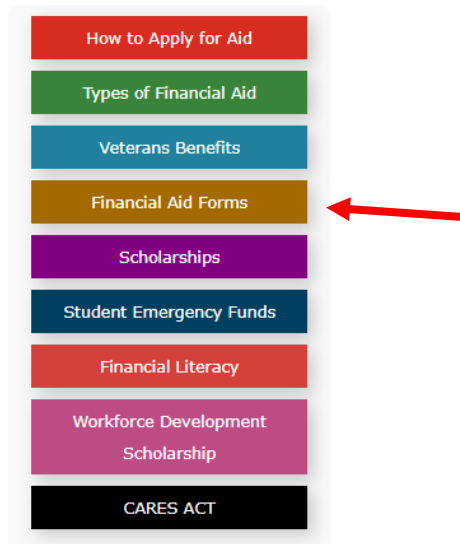 How to Apply for Aid
Types of Financial Aid
Veterans Benefits
Financial Aid Forms
Scholarships
Student Emergency Funds
Financial Literacy
Workforce Development
Scholarship
CARES ACT